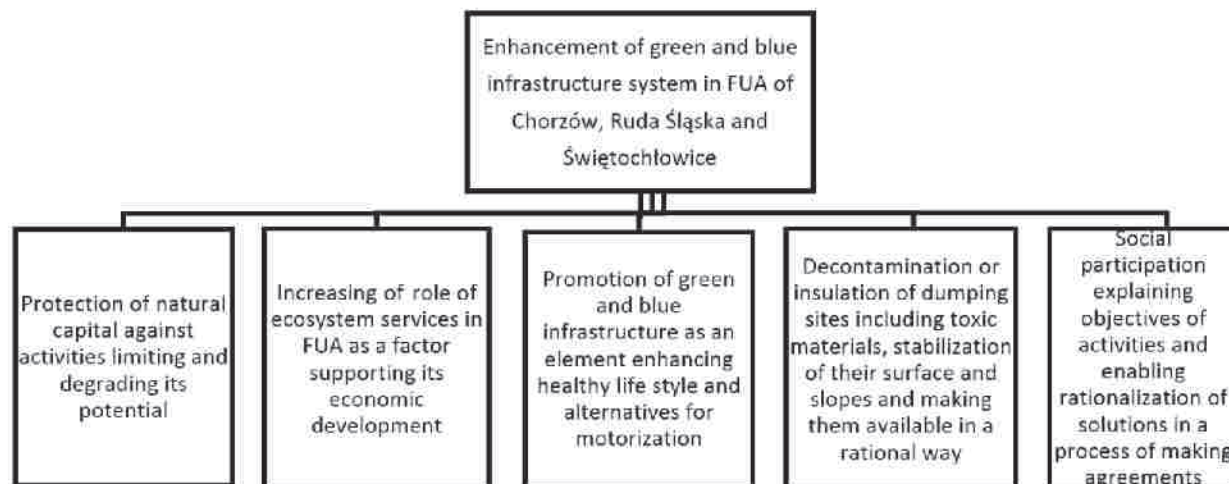 Enhancement of green and blue
infrastructure system in FUA of
Chorzów, Ruda Śląska and
Świętochłowice
Protection of natural
capital against
activities limiting and
degrading its
potential
Increasing of role of
ecosystem services in
FUA as a factor
supporting its
economic
development
Promotion of green
and blue
infrastructure as an
element enhancing
healthy life style and
alternatives for
motorization
Decontamination or
insulation of dumping
sites including toxic
materials, stabilization
of their surface and
slopes and making
them available in a
rational way
Social
participation
explaining
objectives of
activities and
enabling
rationalization of
solutions in a
process of making
agreements